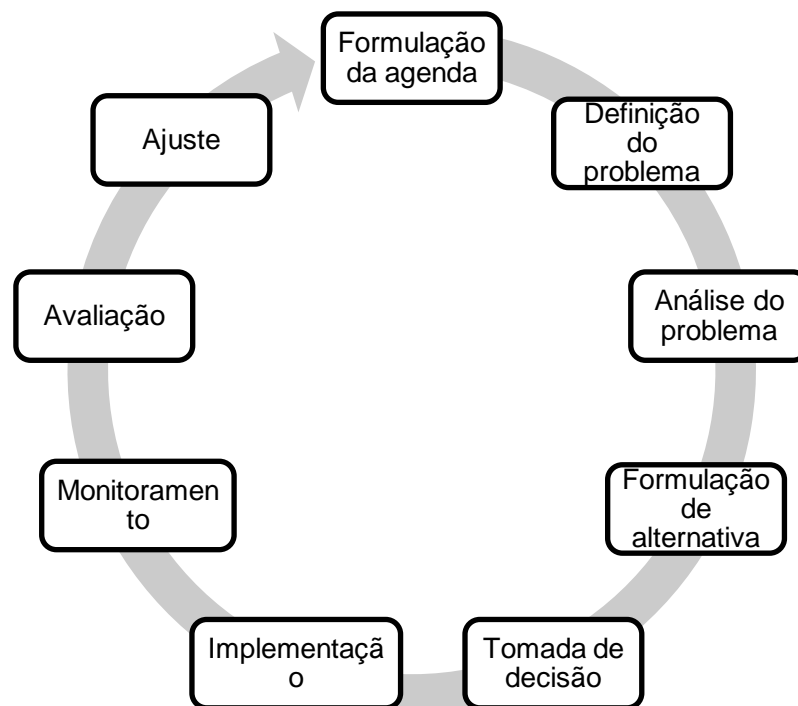 Formulação
da agenda
Definição
do
problema
Análise do
problema
Formulação
de
alternativa
Tomada de
decisão
Implementaçã
o
Monitoramen
to
Avaliação
Ajuste